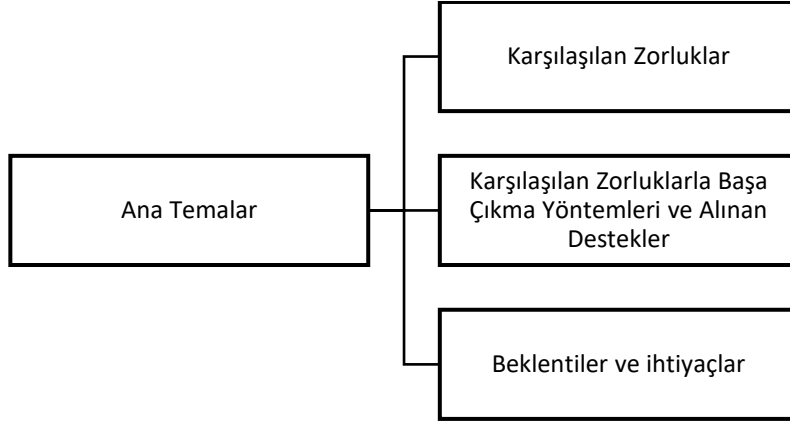 Ana Temalar
Karşılaşılan Zorluklar
Karşılaşılan Zorluklarla Başa
Çıkma Yöntemleri ve Alınan
Destekler
Beklentiler ve ihtiyaçlar